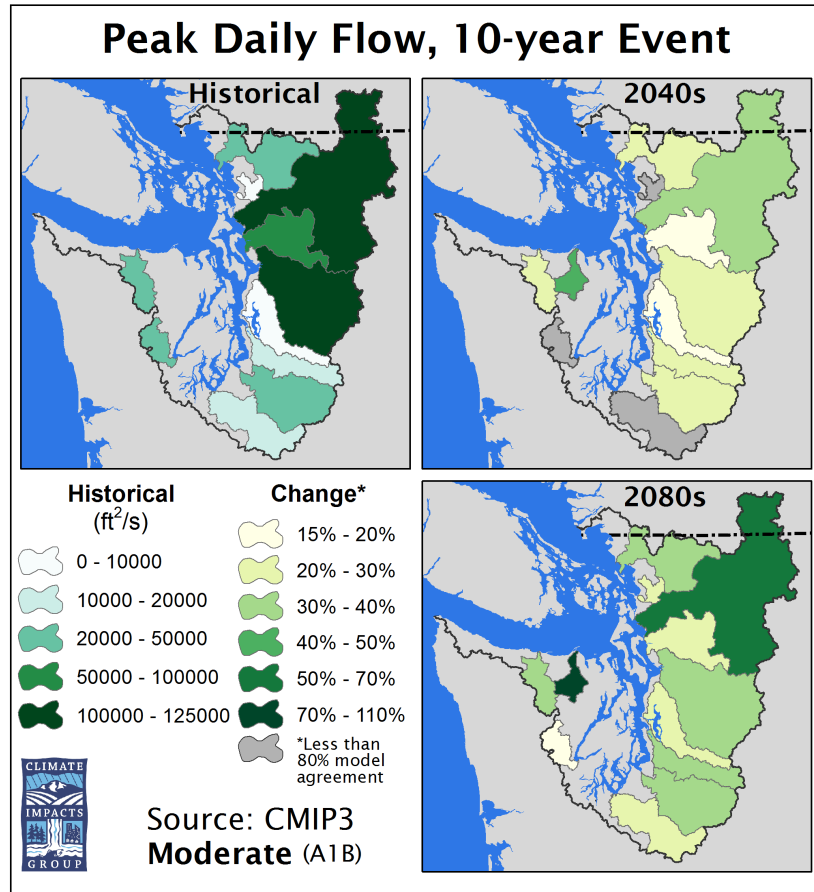 Peak Daily Flow, 10-year Event
Historical
2040s
Historical
(ft²/s)
0 - 10000
10000 - 20000
20000 - 50000
50000 - 100000
100000 - 125000
Change*
15% - 20%
20% - 30%
30% - 40%
40% - 50%
50% - 70%
70% - 110%
*Less than
80% model
agreement
2080s
CLIMATE
IMPACTS
GROUP
Source: CMIP3
Moderate (A1B)